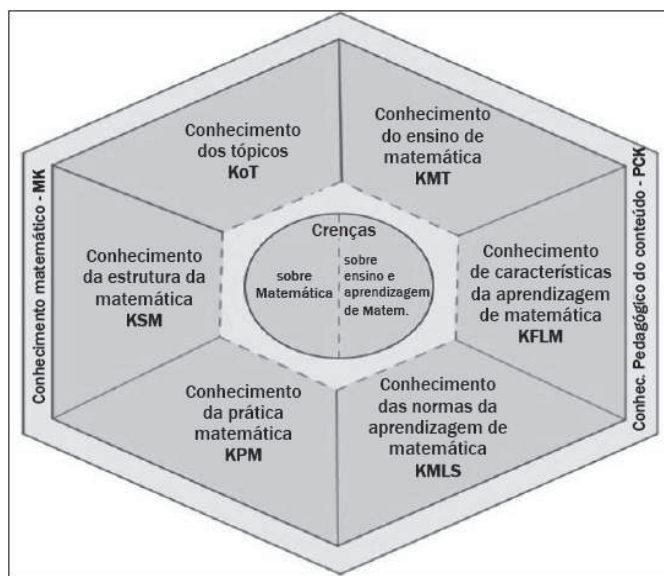 Conhecimento
dos tópicos
KoT
Conhecimento
do ensino de
matemática
KMT
Conhecimento matemático - MK
Conhec. Pedagógico do conteúdo - PCK
Conhecimento
da estrutura da
matemática
KSM
Crenças
sobre
Matemática
sobre
ensino e
aprendizagem
de Matem.
Conhecimento
de características
da aprendizagem
de matemática
KFLM
Conhecimento
da prática
matemática
KPM
Conhecimento
das normas da
aprendizagem de
matemática
KMLS